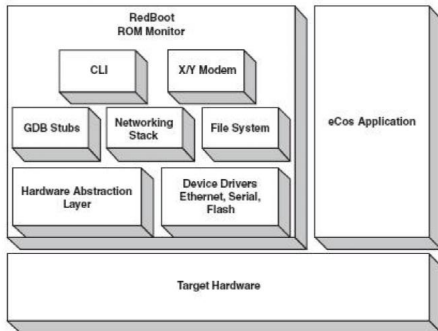 RedBoot
ROM Monitor
CLI
X/Y Modem
GDB Stubs
Networking
Stack
File System
eCos Application
Hardware Abstraction
Layer
Device Drivers
Ethernet, Serial,
Flash
Target Hardware